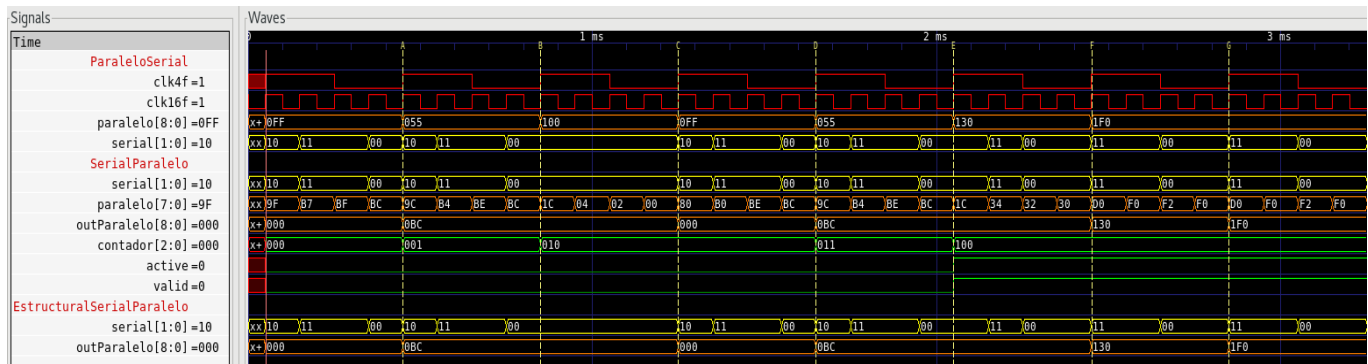 Signals Waves
Time
1 ms 2 ms 3 ms
A B C D E F G
ParaleloSerial
clk4f=1
clk16f=1
paralelo[8:0]=0FF x+ 0FF 055 100 0FF 055 130 1F0
serial[1:0]=10 xx 10 11 00 10 11 00 10 11 00 10 11 00 11 00 11 00 11 00
SerialParalelo
serial[1:0]=10 xx 10 11 00 10 11 00 10 11 00 10 11 00 11 00 11 00 11 00
paralelo[7:0]=9F xx 9F B7 BF BC 9C B4 BE BC 1C 04 02 00 80 B0 BE BC 9C B4 BE BC 1C 34 32 30 D0 F0 F2 F0 D0 F0 F2 F0
outParalelo[8:0]=000 x+ 000 0BC 000 0BC 130 1F0
contador[2:0]=000 x+ 000 001 010 011 100
active=0
valid=0
EstructuralSerialParalelo
serial[1:0]=10 xx 10 11 00 10 11 00 10 11 00 10 11 00 11 00 11 00 11 00
outParalelo[8:0]=000 x+ 000 0BC 000 0BC 130 1F0